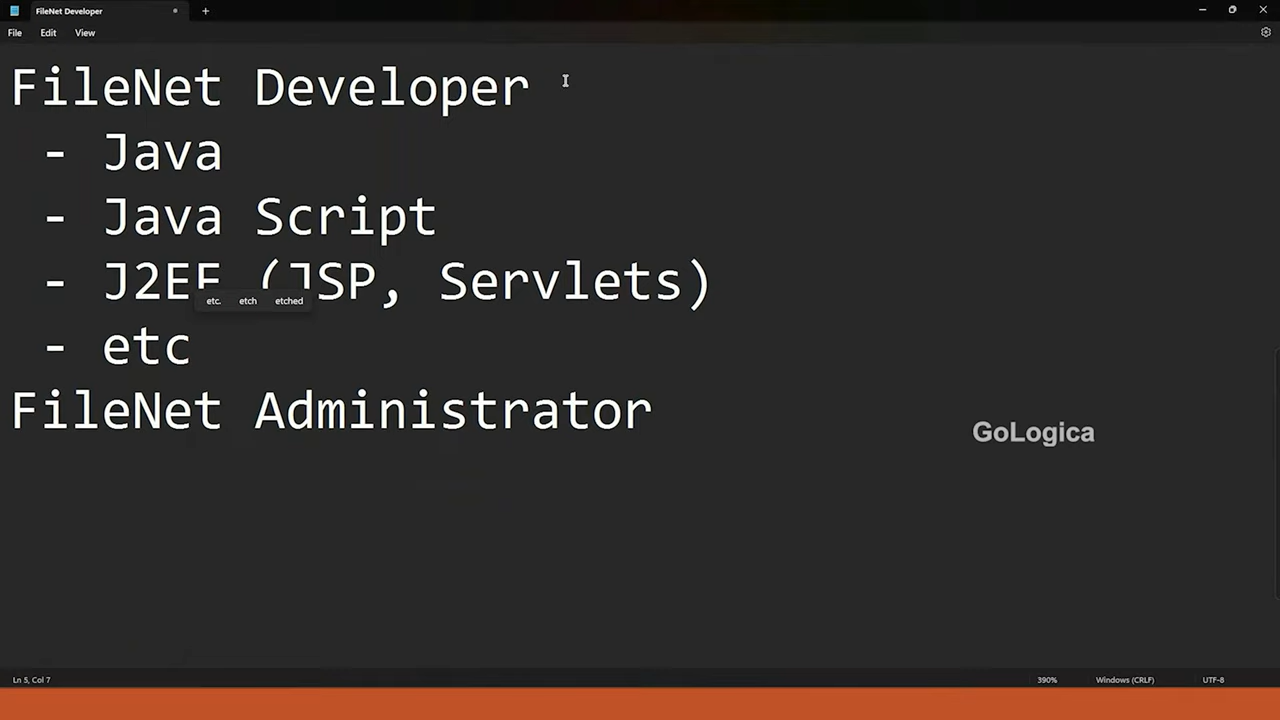 FileNet Developer
File Edit View
FileNet Developer
- Java
- Java Script
- J2EE (JSP, Servlets)
etc. etch etched
- etc
FileNet Administrator
GoLogica
Ln 5, Col 7 390% Windows (CRLF) UTF-8